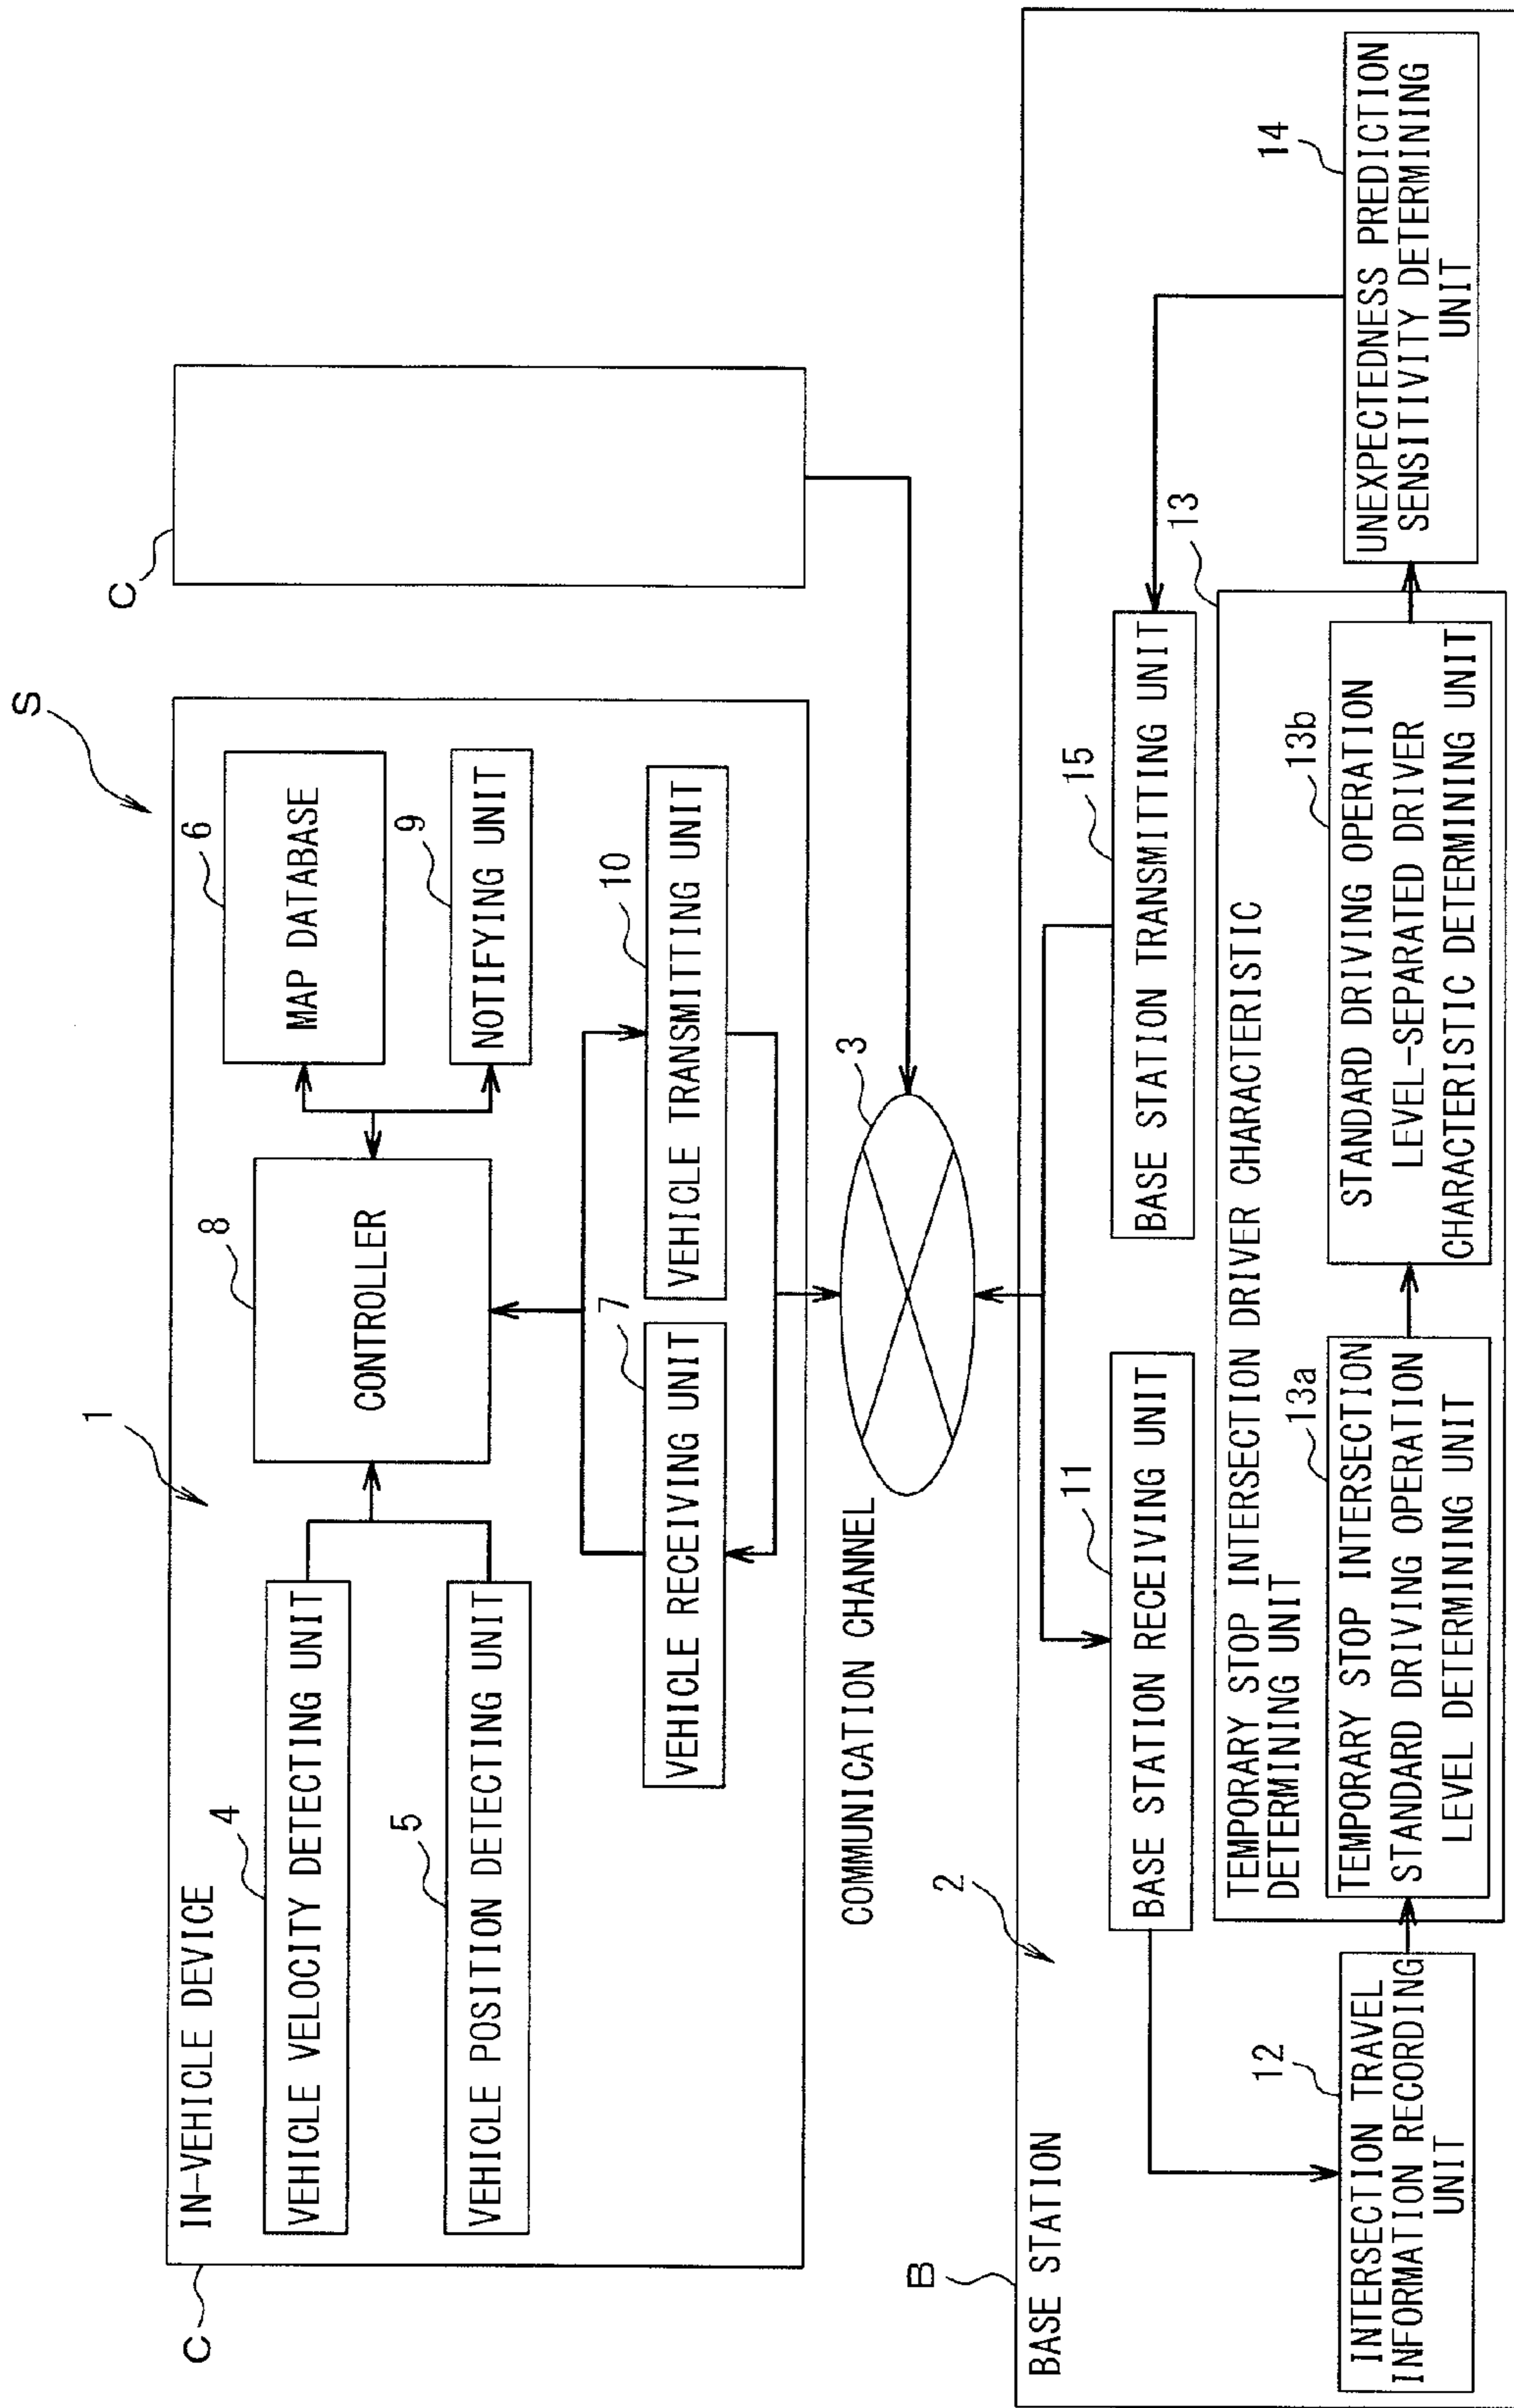 S
1
C
IN-VEHICLE DEVICE
4
VEHICLE VELOCITY DETECTING UNIT
5
VEHICLE POSITION DETECTING UNIT
8
CONTROLLER
6
MAP DATABASE
9
NOTIFYING UNIT
7
VEHICLE RECEIVING UNIT
10
VEHICLE TRANSMITTING UNIT
C
COMMUNICATION CHANNEL
3
B
BASE STATION
2
11
BASE STATION RECEIVING UNIT
15
BASE STATION TRANSMITTING UNIT
12
INTERSECTION TRAVEL
INFORMATION RECORDING
UNIT
13
TEMPORARY STOP INTERSECTION DRIVER CHARACTERISTIC
DETERMINING UNIT
13a
TEMPORARY STOP INTERSECTION
STANDARD DRIVING OPERATION
LEVEL DETERMINING UNIT
13b
STANDARD DRIVING OPERATION
LEVEL-SEPARATED DRIVER
CHARACTERISTIC DETERMINING UNIT
14
UNEXPECTEDNESS PREDICTION
SENSITIVITY DETERMINING
UNIT